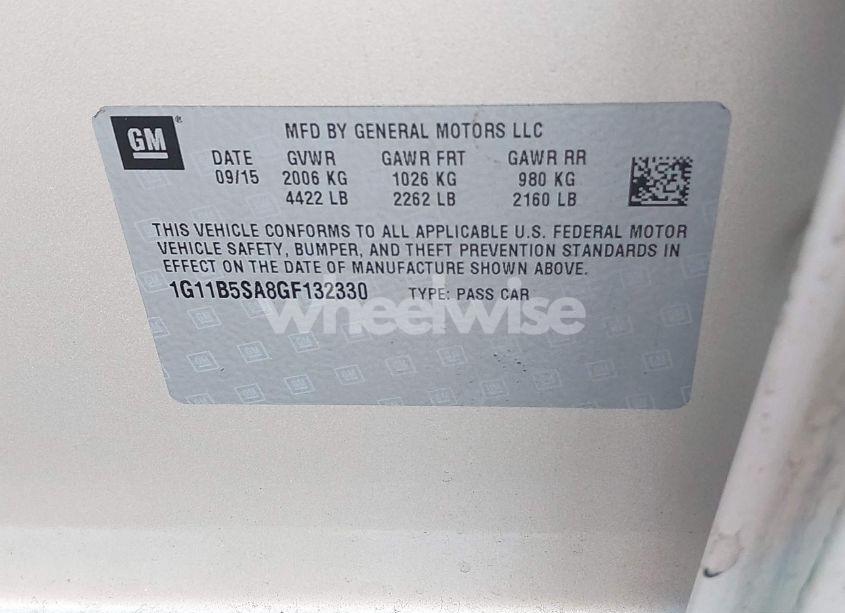 GM®
MFD BY GENERAL MOTORS LLC
DATE GVWR GAWR FRT GAWR RR
09/15 2006 KG 1026 KG 980 KG
4422 LB 2262 LB 2160 LB
THIS VEHICLE CONFORMS TO ALL APPLICABLE U.S. FEDERAL MOTOR
VEHICLE SAFETY, BUMPER, AND THEFT PREVENTION STANDARDS IN
EFFECT ON THE DATE OF MANUFACTURE SHOWN ABOVE.
1G11B5SA8GF132330 TYPE: PASS CAR
wheelwise